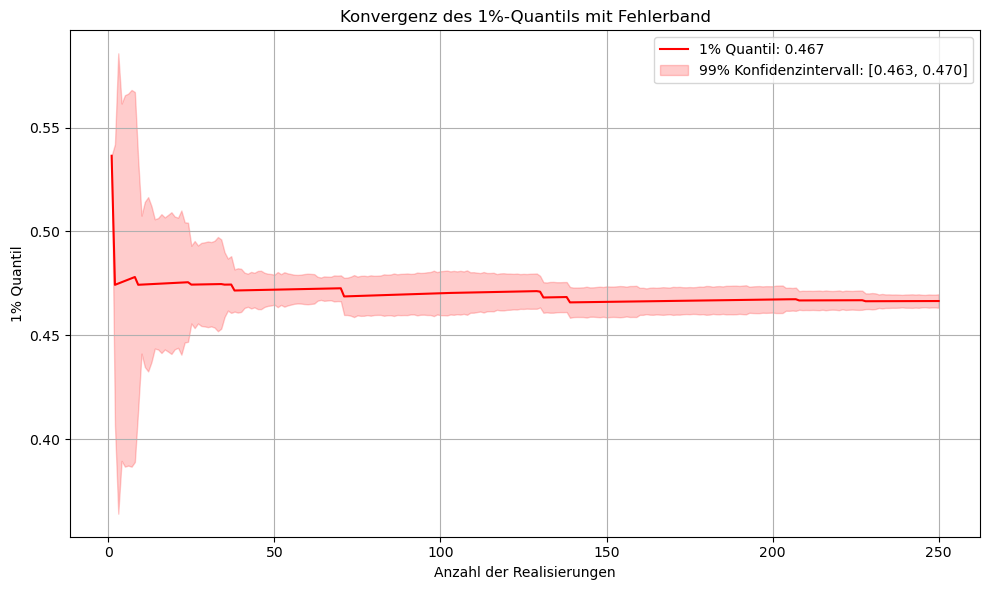 Konvergenz des 1%-Quantils mit Fehlerband
1% Quantil: 0.467
99% Konfidenzintervall: [0.463, 0.470]
1% Quantil
0.55
0.50
0.45
0.40
0
50
100
150
200
250
Anzahl der Realisierungen